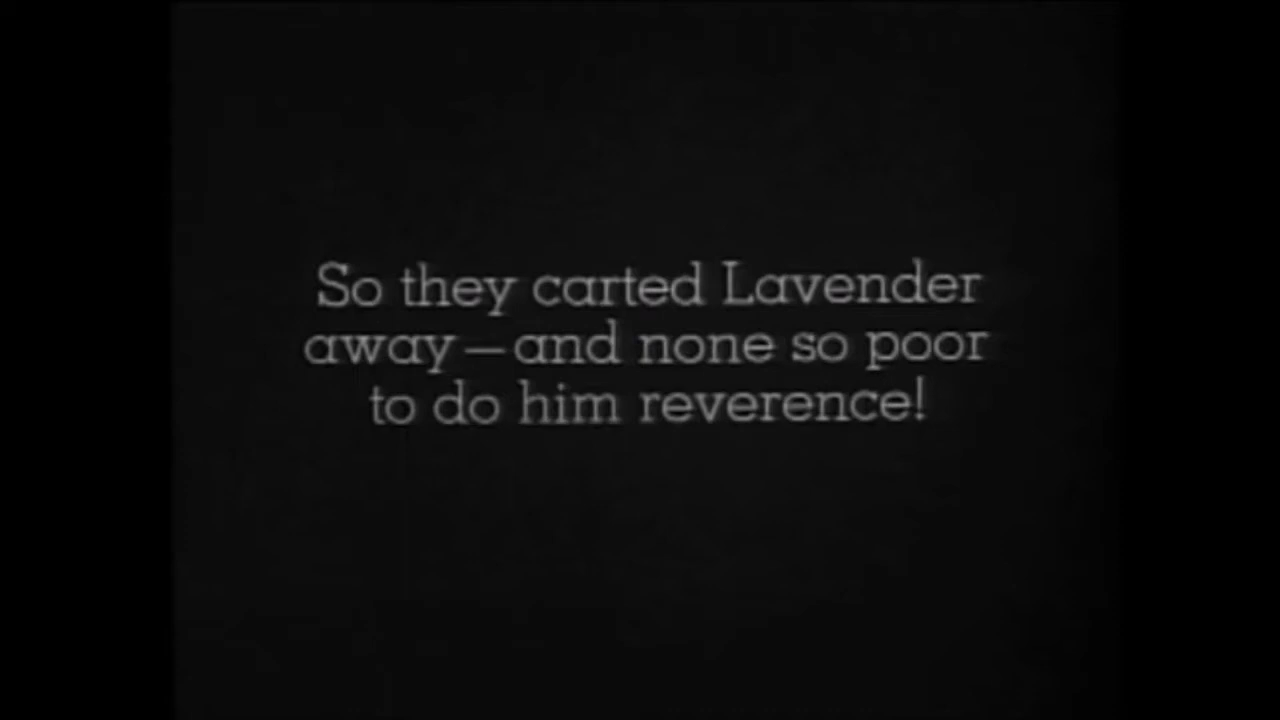 So they carted Lavender
away—and none so poor
to do him reverence!